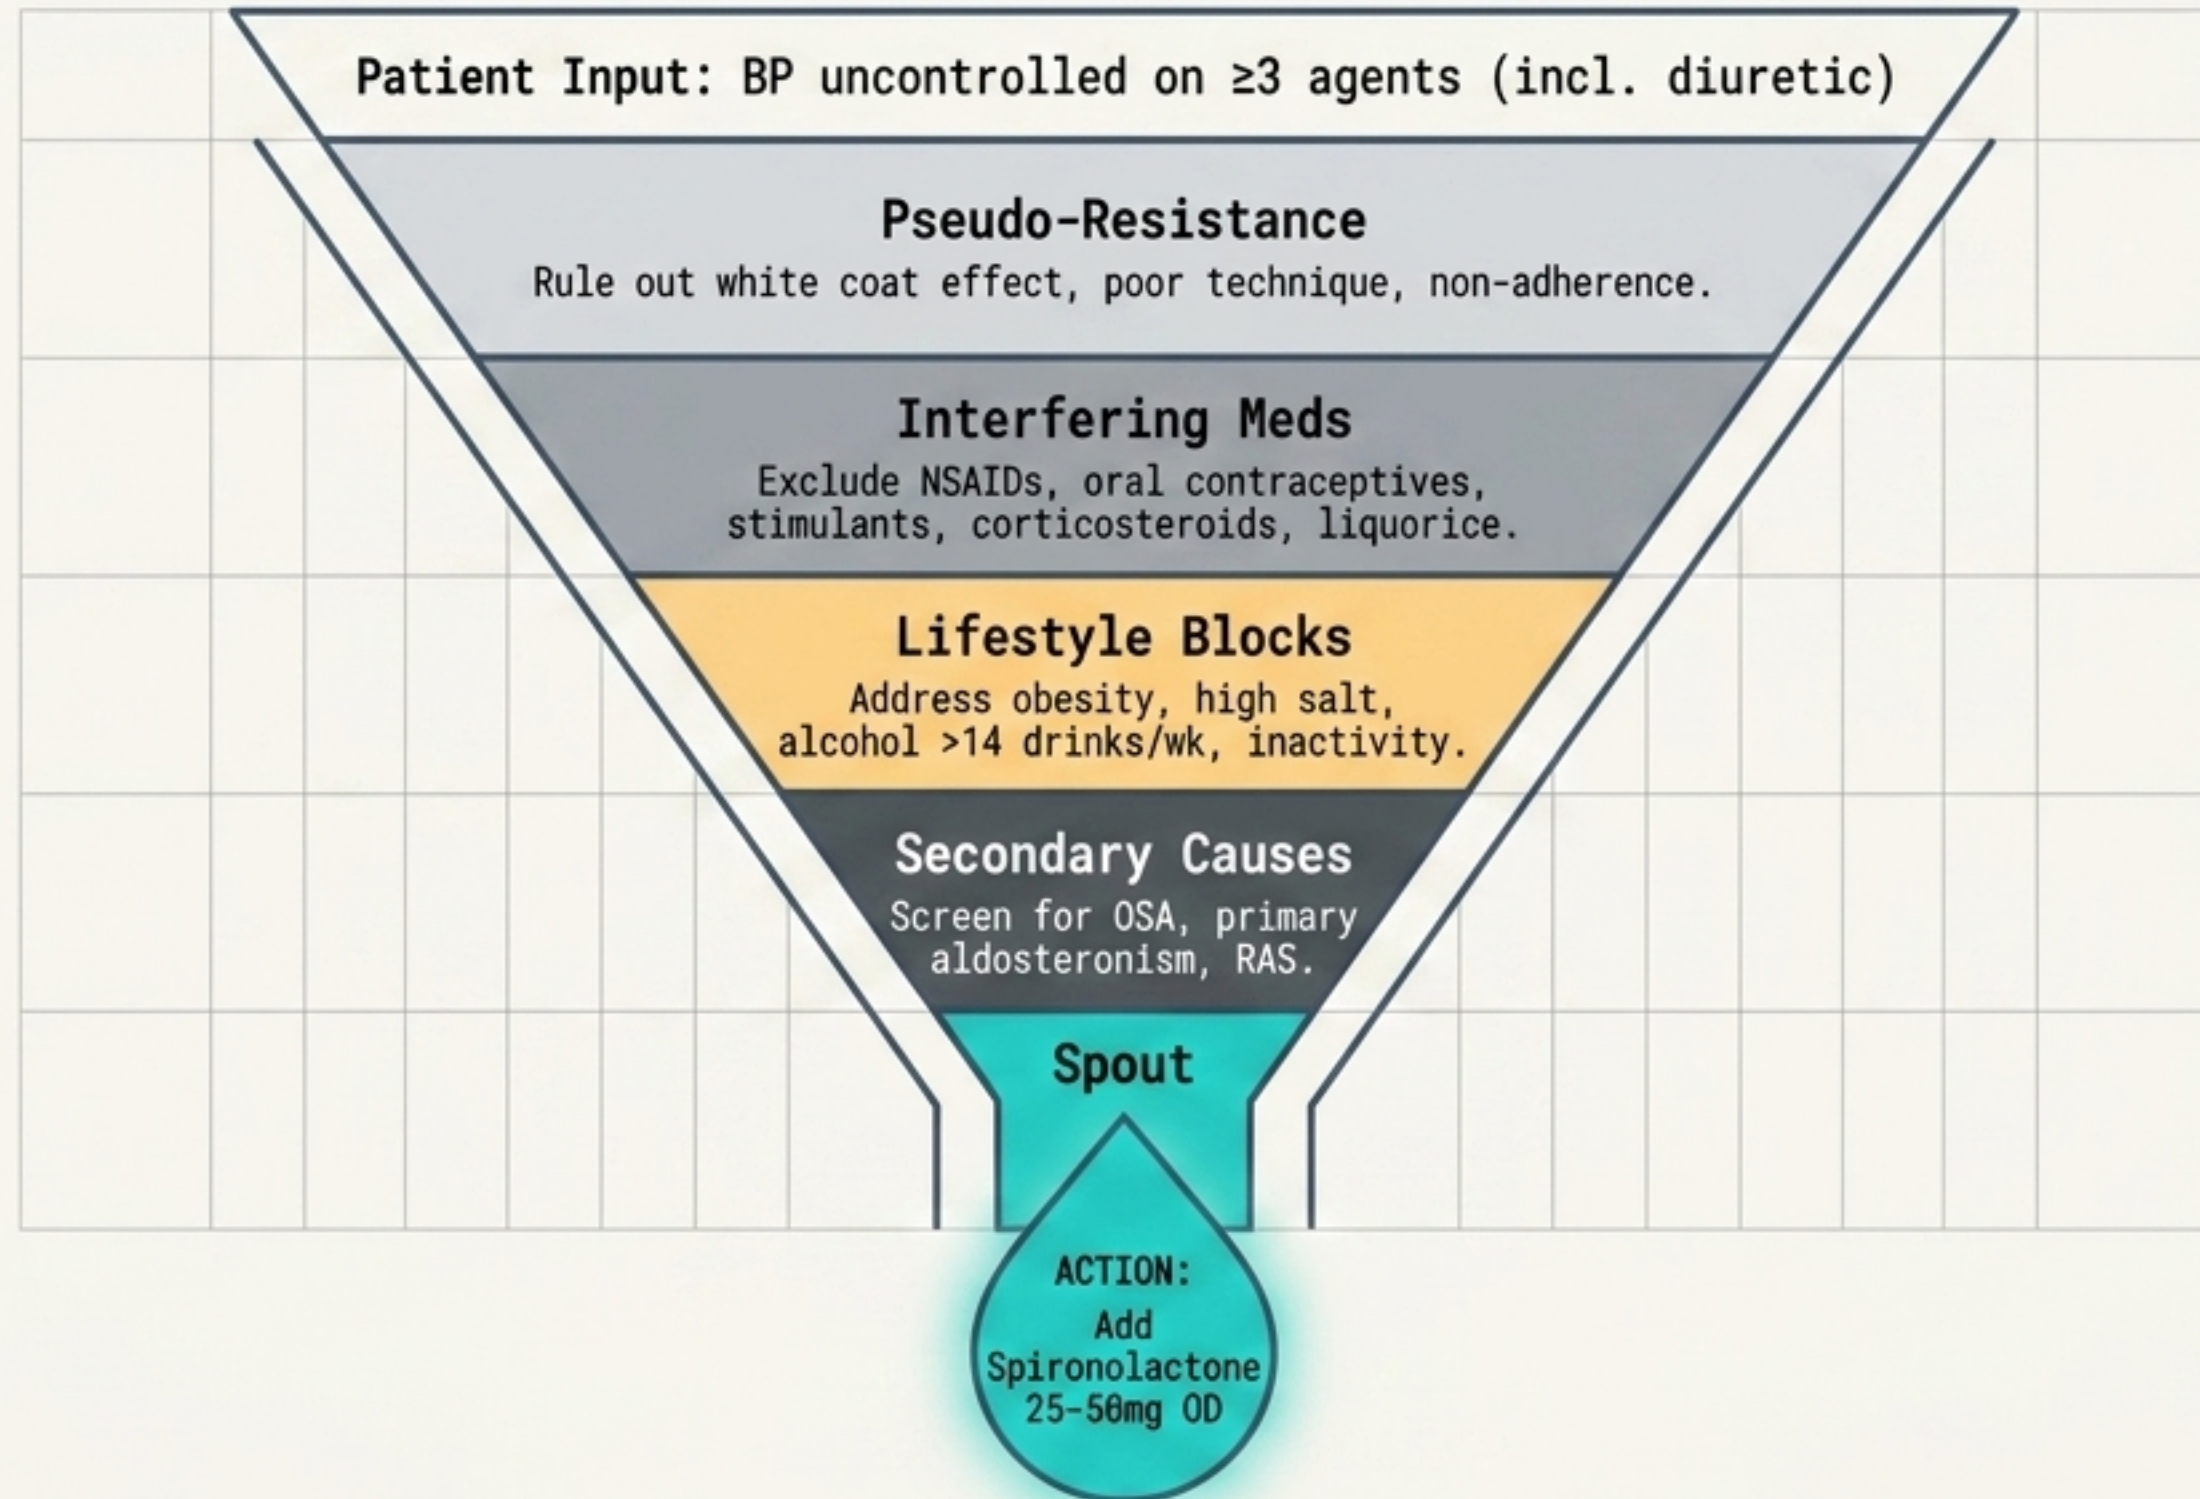 Patient Input: BP uncontrolled on ≥3 agents (incl. diuretic)
Pseudo-Resistance
Rule out white coat effect, poor technique, non-adherence.
Interfering Meds
Exclude NSAIDs, oral contraceptives,
stimulants, corticosteroids, liquorice.
Lifestyle Blocks
Address obesity, high salt,
alcohol >14 drinks/wk, inactivity.
Secondary Causes
Screen for OSA, primary
aldosteronism, RAS.
Spout
ACTION:
Add
Spironolactone
25-50mg OD